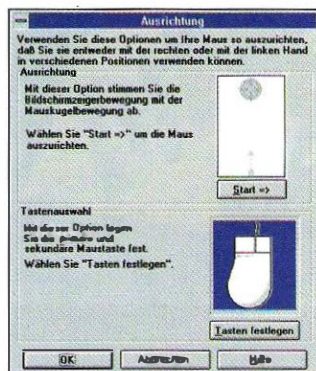 Ausrichtung
Verwenden Sie diese Optionen um Ihre Maus so auszurichten,
daß Sie sie entweder mit der rechten oder mit der linken Hand
in verschiedenen Positionen verwenden können.
Ausrichtung
Mit dieser Option stimmen Sie die
Bildschirmzeigerbewegung mit der
Mauskugelbewegung ab.
Wählen Sie "Start =>" um die Maus
auszurichten.
Start =>
Tastenauswahl
Mit dieser Option legen
Sie die primäre und
sekundäre Maustaste fest.
Wählen Sie "Tasten festlegen".
Tasten festlegen
OK
Abbrechen
Hilfe